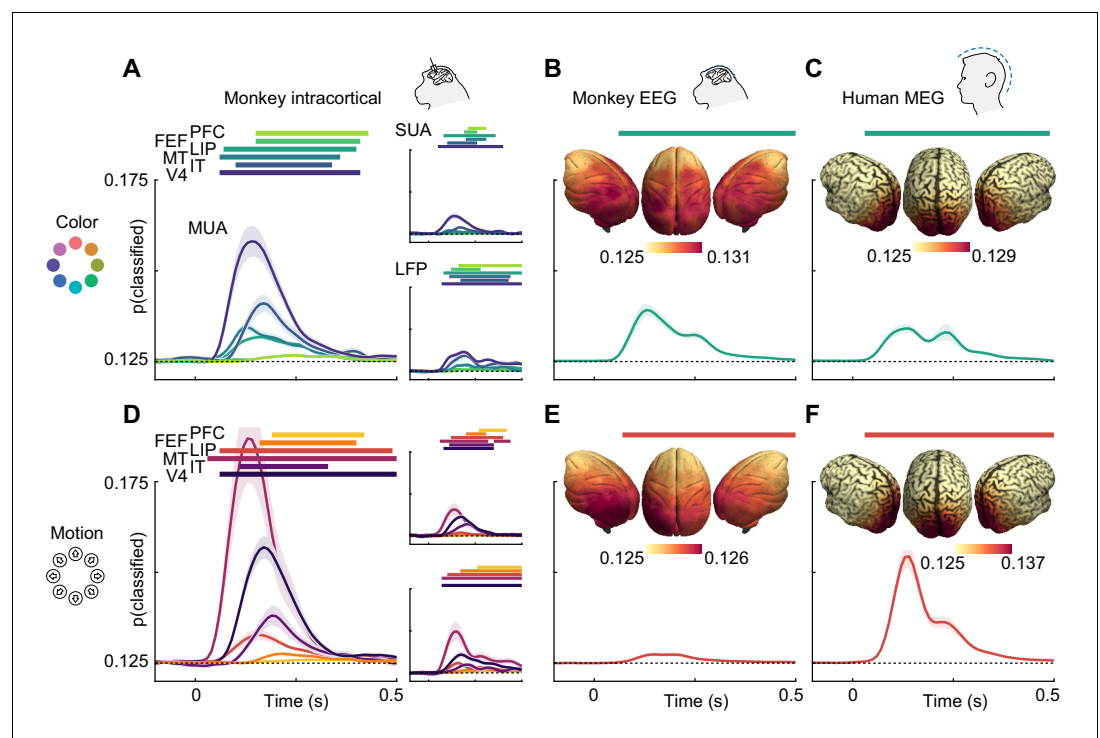 A
Monkey intracortical
B
Monkey EEG
C
Human MEG
SUA
PFC
FEF
LIP
MT
IT
V4
0.175
MUA
Color
p(classified)
LFP
0.125
0.125 0.131
0.125 0.129
D
E
F
PFC
FEF
LIP
MT
IT
V4
0.175
Motion
p(classified)
0.125
0.125 0.126
0.125 0.137
0 0.5
Time (s)
0 0.5
Time (s)
0 0.5
Time (s)